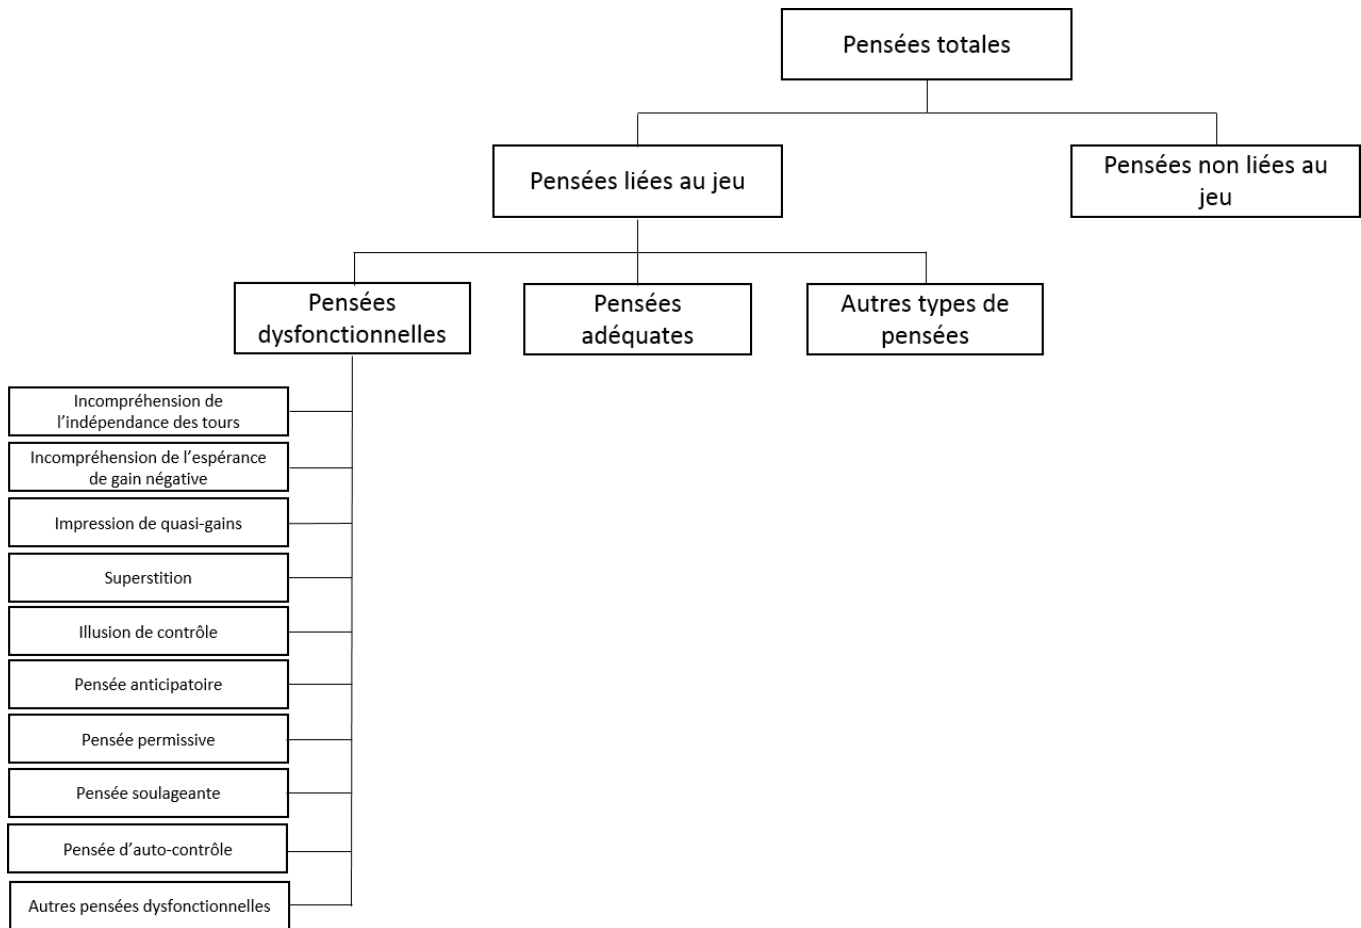 Pensées totales
Pensées liées au jeu
Pensées non liées au
jeu
Pensées
dysfonctionnelles
Pensées
adéquates
Autres types de
pensées
Incompréhension de
l’indépendance des tours
Incompréhension de l’espérance
de gain négative
Impression de quasi-gains
Superstition
Illusion de contrôle
Pensée anticipatoire
Pensée permissive
Pensée soulageante
Pensée d’auto-contrôle
Autres pensées dysfonctionnelles